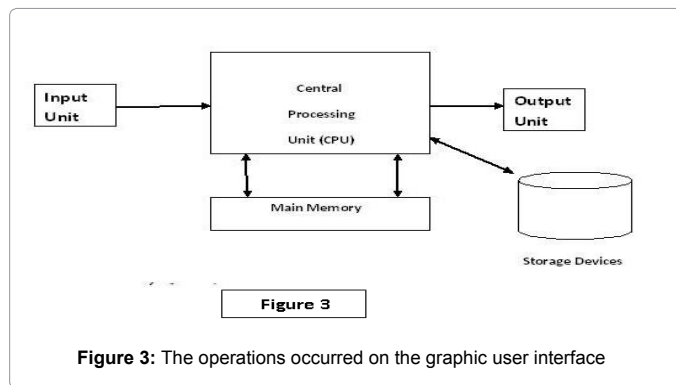 Input
Unit
Central
Processing
Unit (CPU)
Output
Unit
Main Memory
Storage Devices
Figure 3
Figure 3: The operations occurred on the graphic user interface